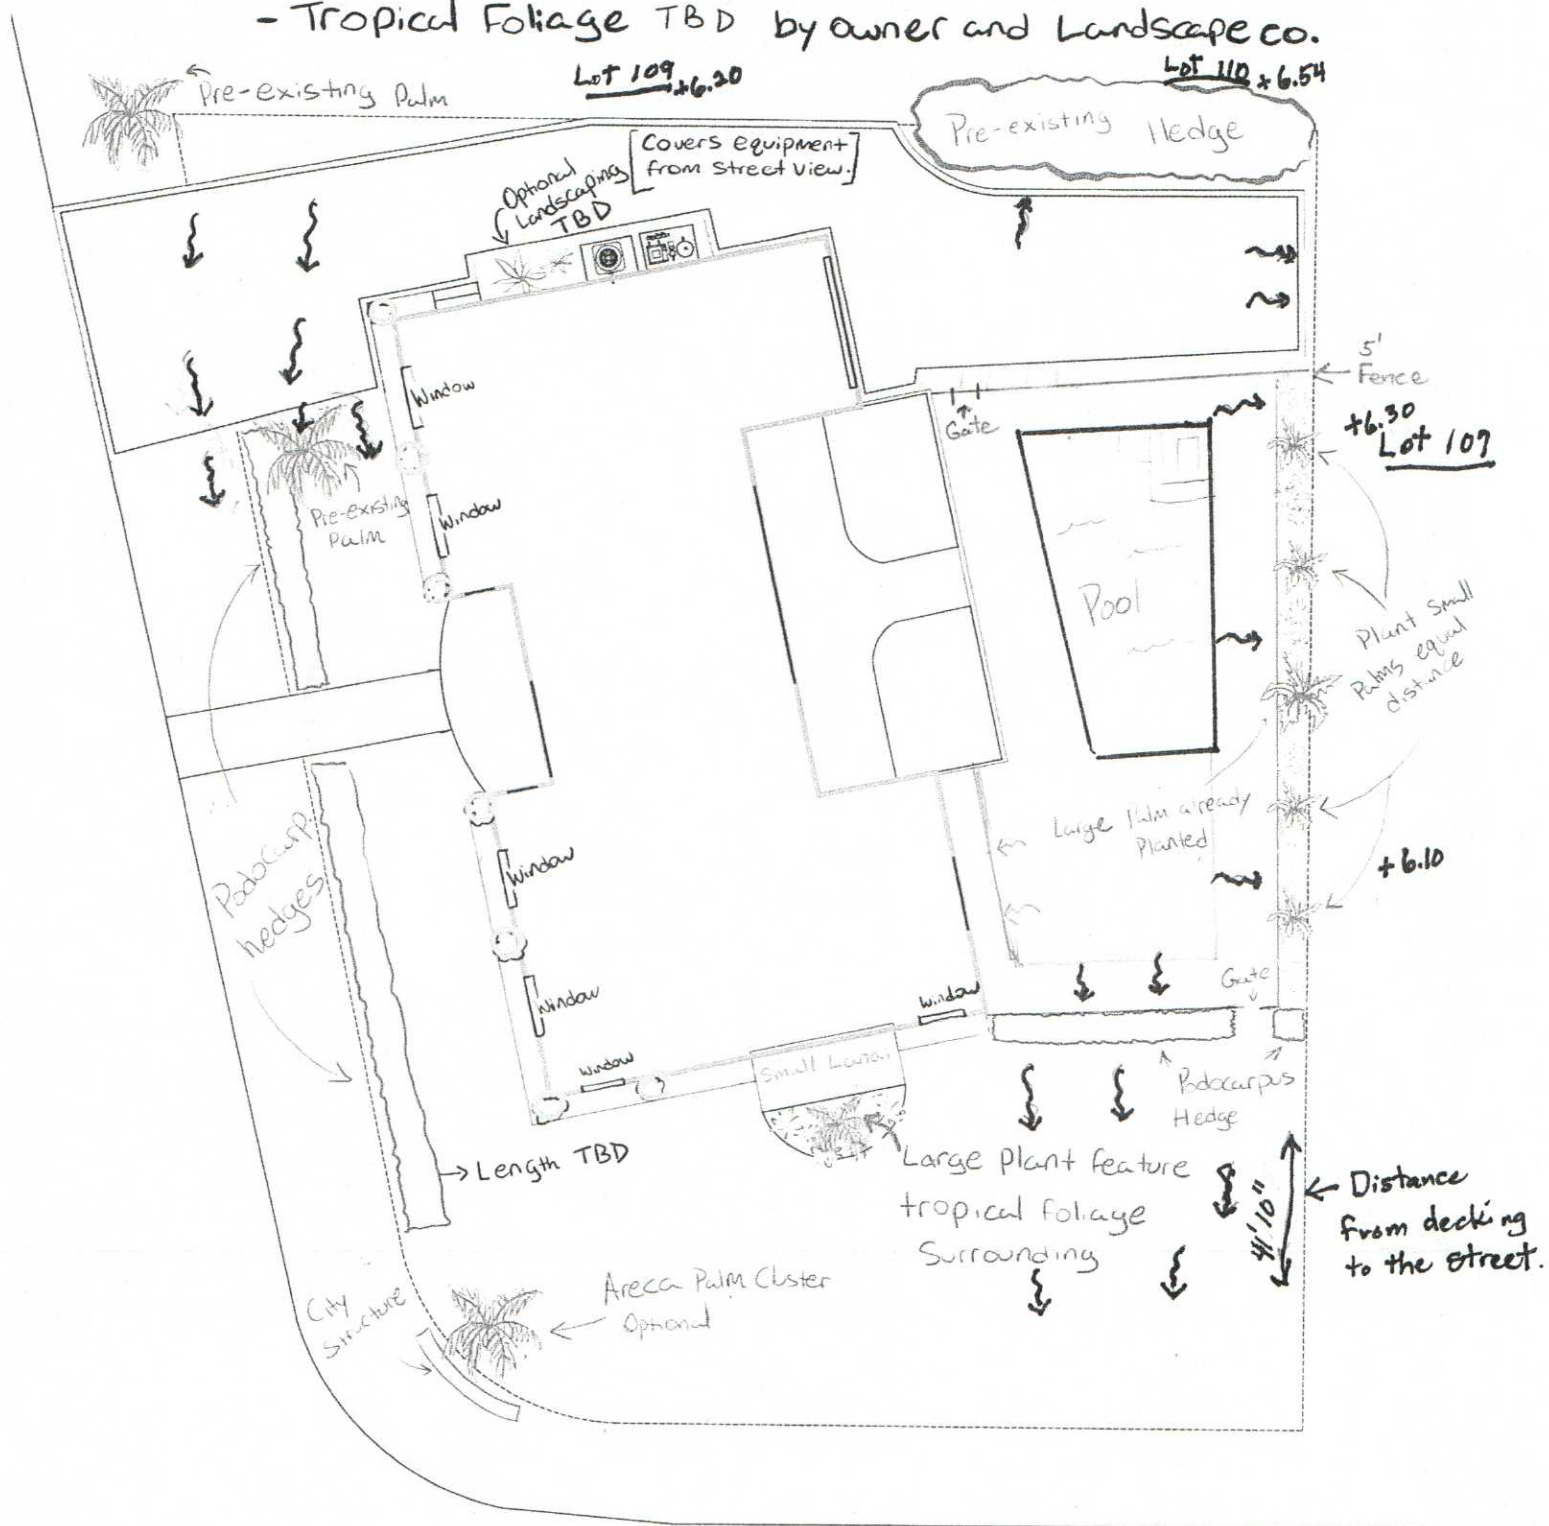 - Tropical Foliage TBD by owner and Landscape co.
Lot 109 +6.20
Lot 110 +6.54
Pre-existing Palm
Pre-existing Hedge
[Covers equipment
from street view.]
Optional
Landscaping
TBD
5'
Fence
Window
Gate
+6.30
Lot 107
Window
Pre-existing
Palm
Pool
Plant Small
Palms equal
distance
Large Palm already
Planted
Podocarp.
hedges
Window
+6.10
Window
Window
Gate
Window
Small Lanai
Podocarpus
Hedge
Length TBD
Large Plant feature
tropical foliage
Surrounding
41'10"
Distance
from decking
to the street.
Areca Palm Cluster
Optional
City
Structure